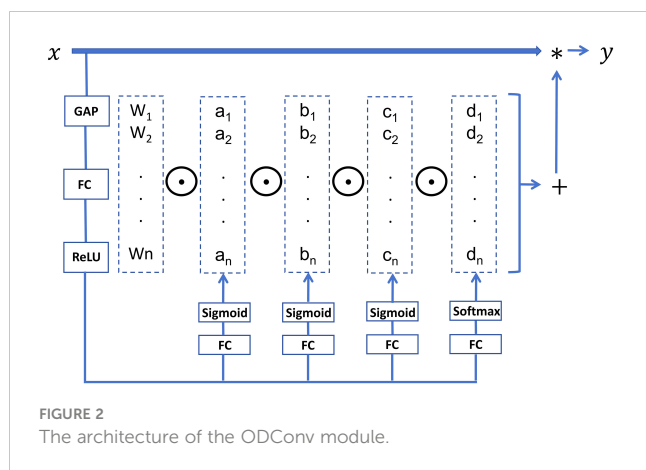 x * y
GAP W₁ a₁ b₁ c₁ d₁
W₂ a₂ b₂ c₂ d₂
FC . ⊙ . ⊙ . ⊙ . ⊙ . +
. . . . .
. . . . .
ReLU Wn aₙ bₙ cₙ dₙ
Sigmoid Sigmoid Sigmoid Softmax
FC FC FC FC
FIGURE 2
The architecture of the ODConv module.